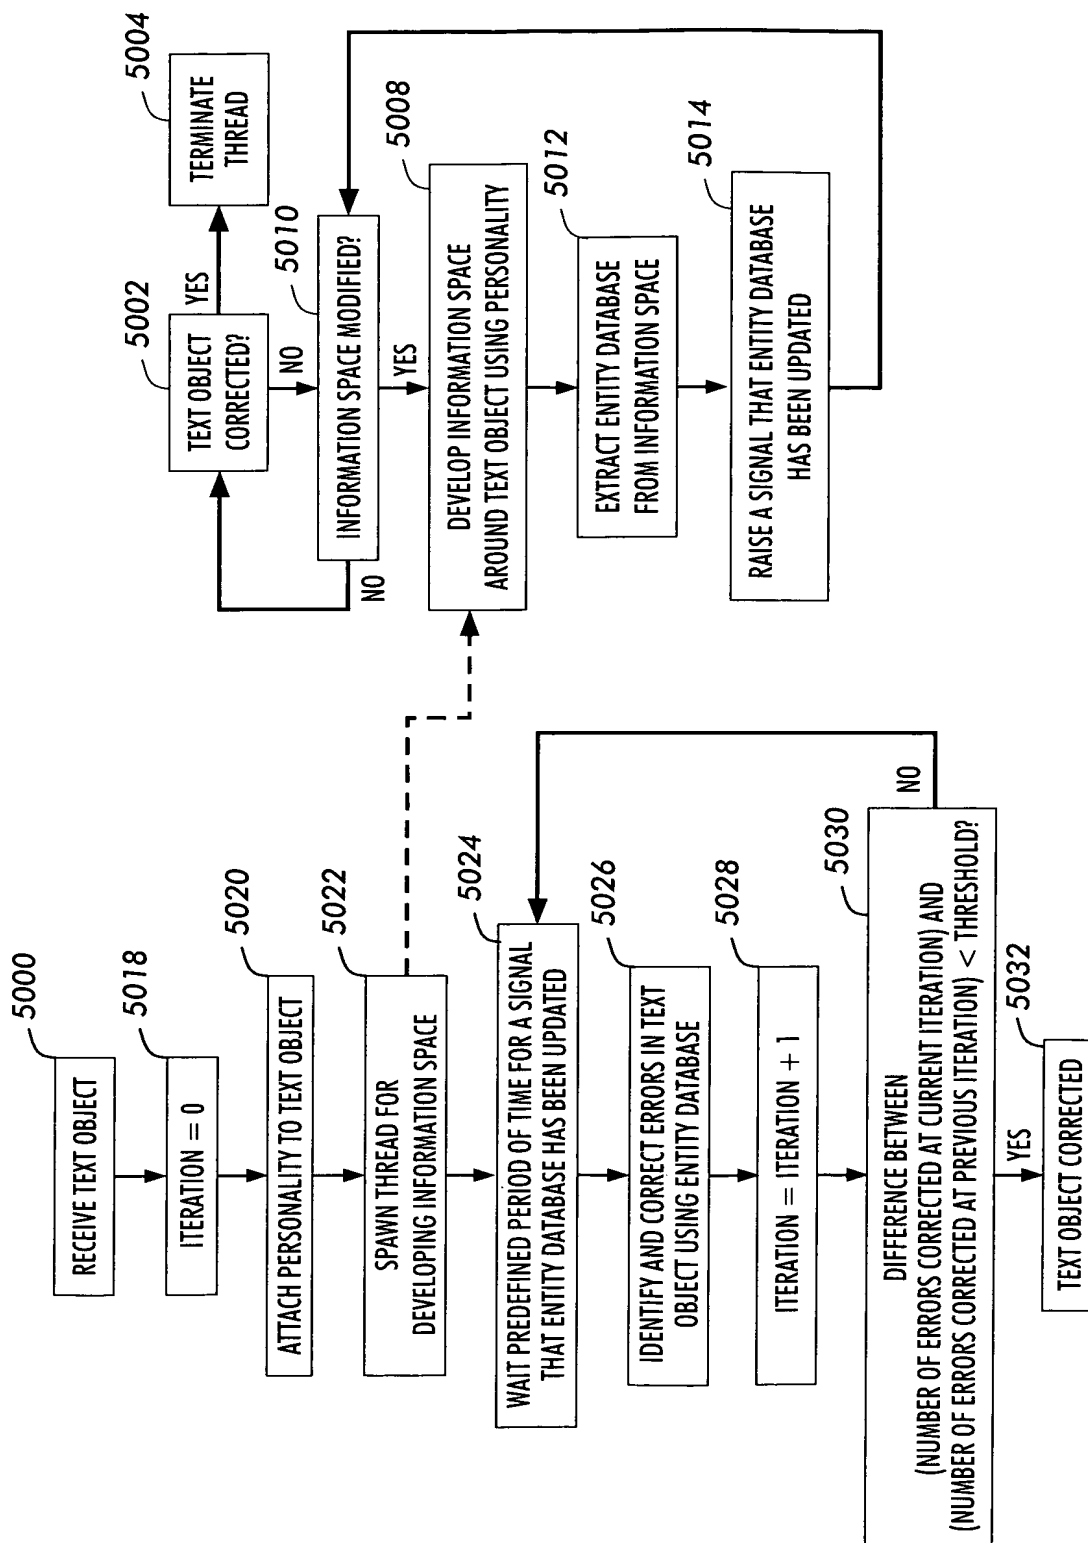 5000
RECEIVE TEXT OBJECT
5018
ITERATION = 0
5020
ATTACH PERSONALITY TO TEXT OBJECT
5022
SPAWN THREAD FOR
DEVELOPING INFORMATION SPACE
5024
WAIT PREDEFINED PERIOD OF TIME FOR A SIGNAL
THAT ENTITY DATABASE HAS BEEN UPDATED
5026
IDENTIFY AND CORRECT ERRORS IN TEXT
OBJECT USING ENTITY DATABASE
5028
ITERATION = ITERATION + 1
5030
DIFFERENCE BETWEEN
(NUMBER OF ERRORS CORRECTED AT CURRENT ITERATION) AND
(NUMBER OF ERRORS CORRECTED AT PREVIOUS ITERATION) < THRESHOLD?
NO
YES
5032
TEXT OBJECT CORRECTED
5002
TEXT OBJECT
CORRECTED?
YES
5004
TERMINATE
THREAD
NO
5010
INFORMATION SPACE MODIFIED?
NO
YES
5008
DEVELOP INFORMATION SPACE
AROUND TEXT OBJECT USING PERSONALITY
5012
EXTRACT ENTITY DATABASE
FROM INFORMATION SPACE
5014
RAISE A SIGNAL THAT ENTITY DATABASE
HAS BEEN UPDATED